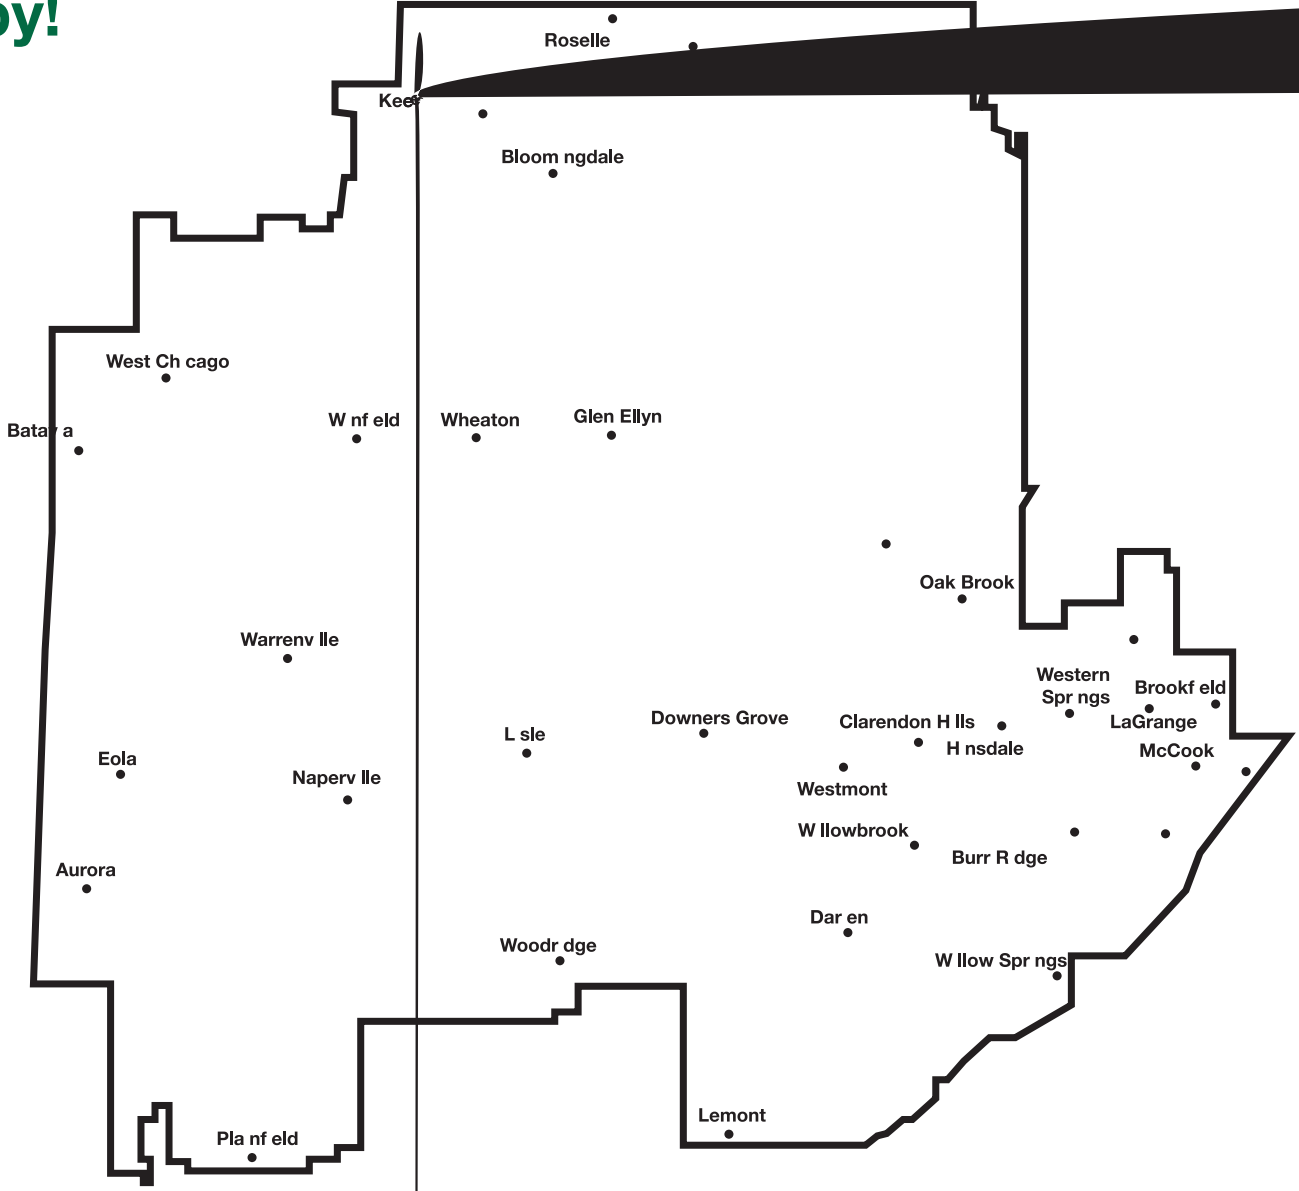 py!
Roselle
Kee
Bloom ngdale
West Ch cago
Batav a
W nf eld
Wheaton
Glen Ellyn
Oak Brook
Warrenv lle
Western
Spr ngs
Brookf eld
LaGrange
Downers Grove
Clarendon H lls
H nsdale
McCook
L sle
Eola
Naperv lle
Westmont
W llowbrook
Burr R dge
Aurora
Dar en
Woodr dge
W llow Spr ngs
Lemont
Pla nf eld